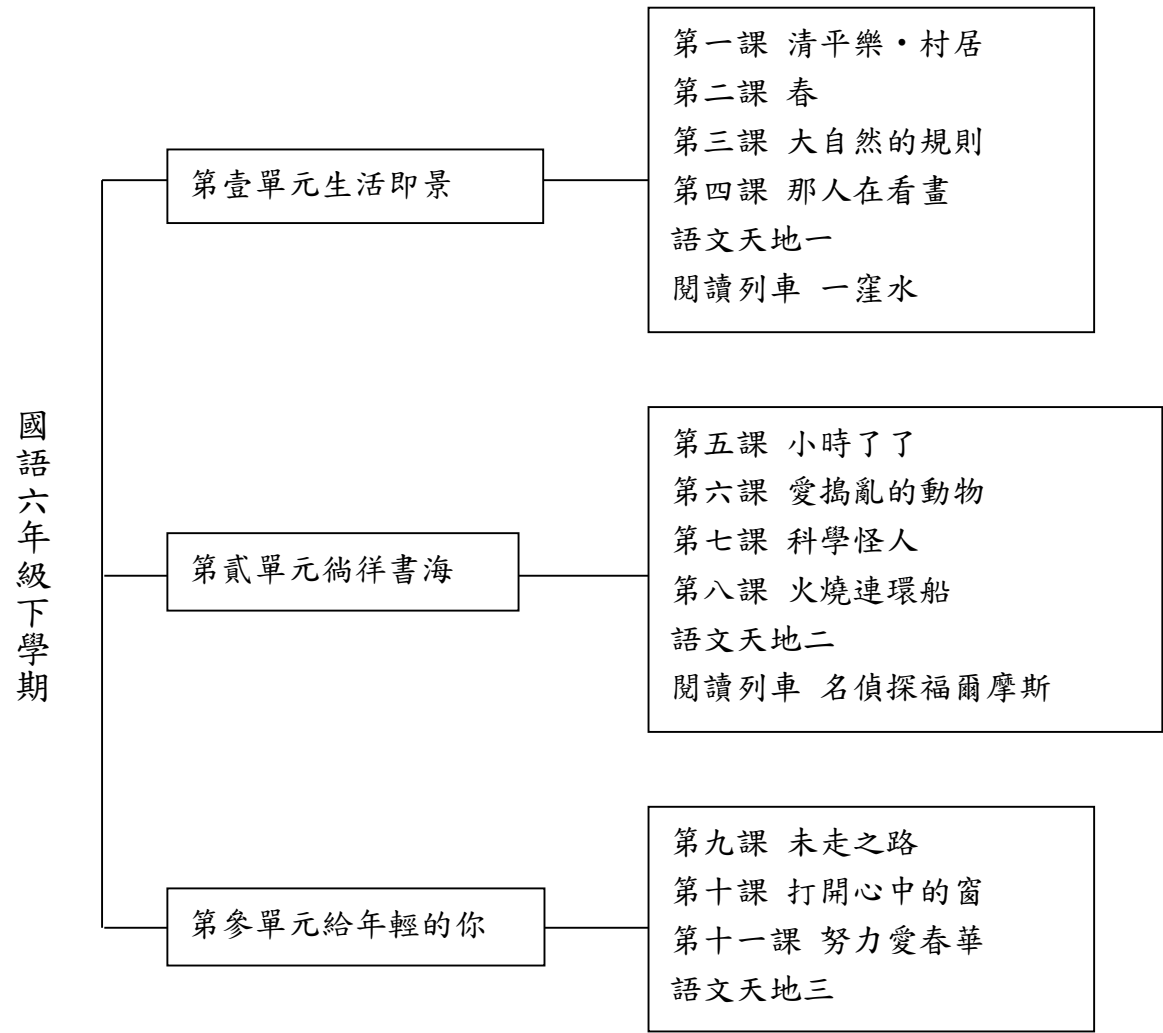 國語六年級下學期
第壹單元生活即景
第一課 清平樂・村居
第二課 春
第三課 大自然的規則
第四課 那人在看畫
語文天地一
閱讀列車 一窪水
第貳單元徜徉書海
第五課 小時了了
第六課 愛搗亂的動物
第七課 科學怪人
第八課 火燒連環船
語文天地二
閱讀列車 名偵探福爾摩斯
第參單元給年輕的你
第九課 未走之路
第十課 打開心中的窗
第十一課 努力愛春華
語文天地三